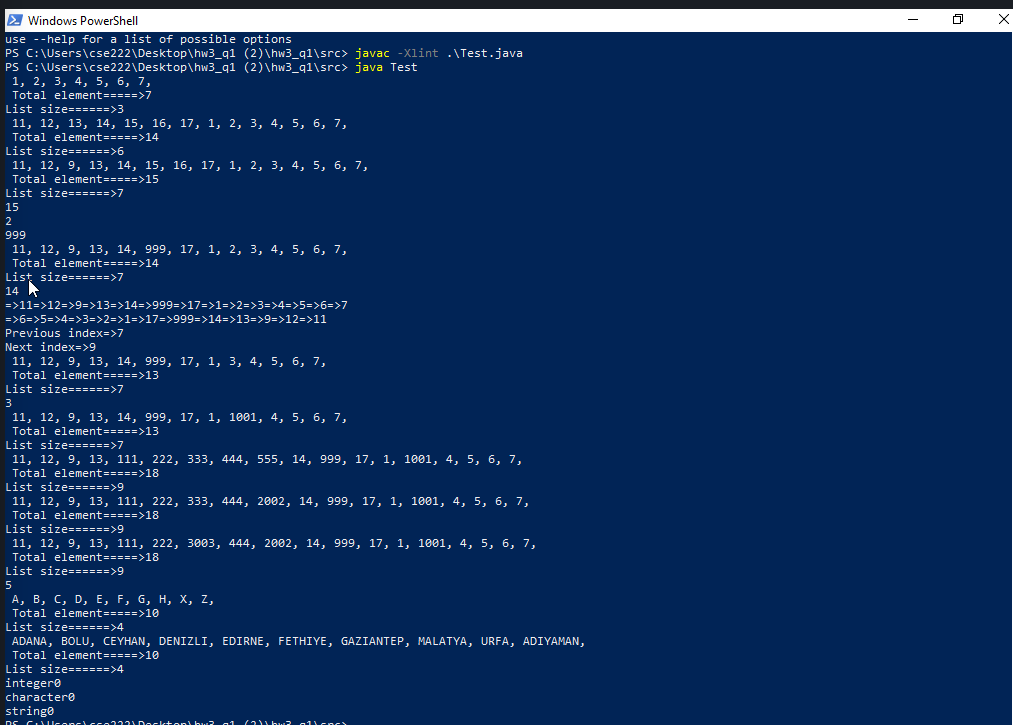 Windows PowerShell
use --help for a list of possible options
PS C:\Users\cse222\Desktop\hw3_q1 (2)\hw3_q1\src> javac -Xlint .\Test.java
PS C:\Users\cse222\Desktop\hw3_q1 (2)\hw3_q1\src> java Test
 1, 2, 3, 4, 5, 6, 7,
 Total element=====>7
List size======>3
 11, 12, 13, 14, 15, 16, 17, 1, 2, 3, 4, 5, 6, 7,
 Total element=====>14
List size======>6
 11, 12, 9, 13, 14, 15, 16, 17, 1, 2, 3, 4, 5, 6, 7,
 Total element=====>15
List size======>7
15
2
999
 11, 12, 9, 13, 14, 999, 17, 1, 2, 3, 4, 5, 6, 7,
 Total element=====>14
List size======>7
14
=>11=>12=>9=>13=>14=>999=>17=>1=>2=>3=>4=>5=>6=>7
=>6=>5=>4=>3=>2=>1=>17=>999=>14=>13=>9=>12=>11
Previous index=>7
Next index=>9
 11, 12, 9, 13, 14, 999, 17, 1, 3, 4, 5, 6, 7,
 Total element=====>13
List size======>7
3
 11, 12, 9, 13, 14, 999, 17, 1, 1001, 4, 5, 6, 7,
 Total element=====>13
List size======>7
 11, 12, 9, 13, 111, 222, 333, 444, 555, 14, 999, 17, 1, 1001, 4, 5, 6, 7,
 Total element=====>18
List size======>9
 11, 12, 9, 13, 111, 222, 333, 444, 2002, 14, 999, 17, 1, 1001, 4, 5, 6, 7,
 Total element=====>18
List size======>9
 11, 12, 9, 13, 111, 222, 3003, 444, 2002, 14, 999, 17, 1, 1001, 4, 5, 6, 7,
 Total element=====>18
List size======>9
5
 A, B, C, D, E, F, G, H, X, Z,
 Total element=====>10
List size======>4
 ADANA, BOLU, CEYHAN, DENIZLI, EDIRNE, FETHIYE, GAZIANTEP, MALATYA, URFA, ADIYAMAN,
 Total element=====>10
List size======>4
integer0
character0
string0
PS C:\Users\cse222\Desktop\hw3_q1 (2)\hw3_q1\src>